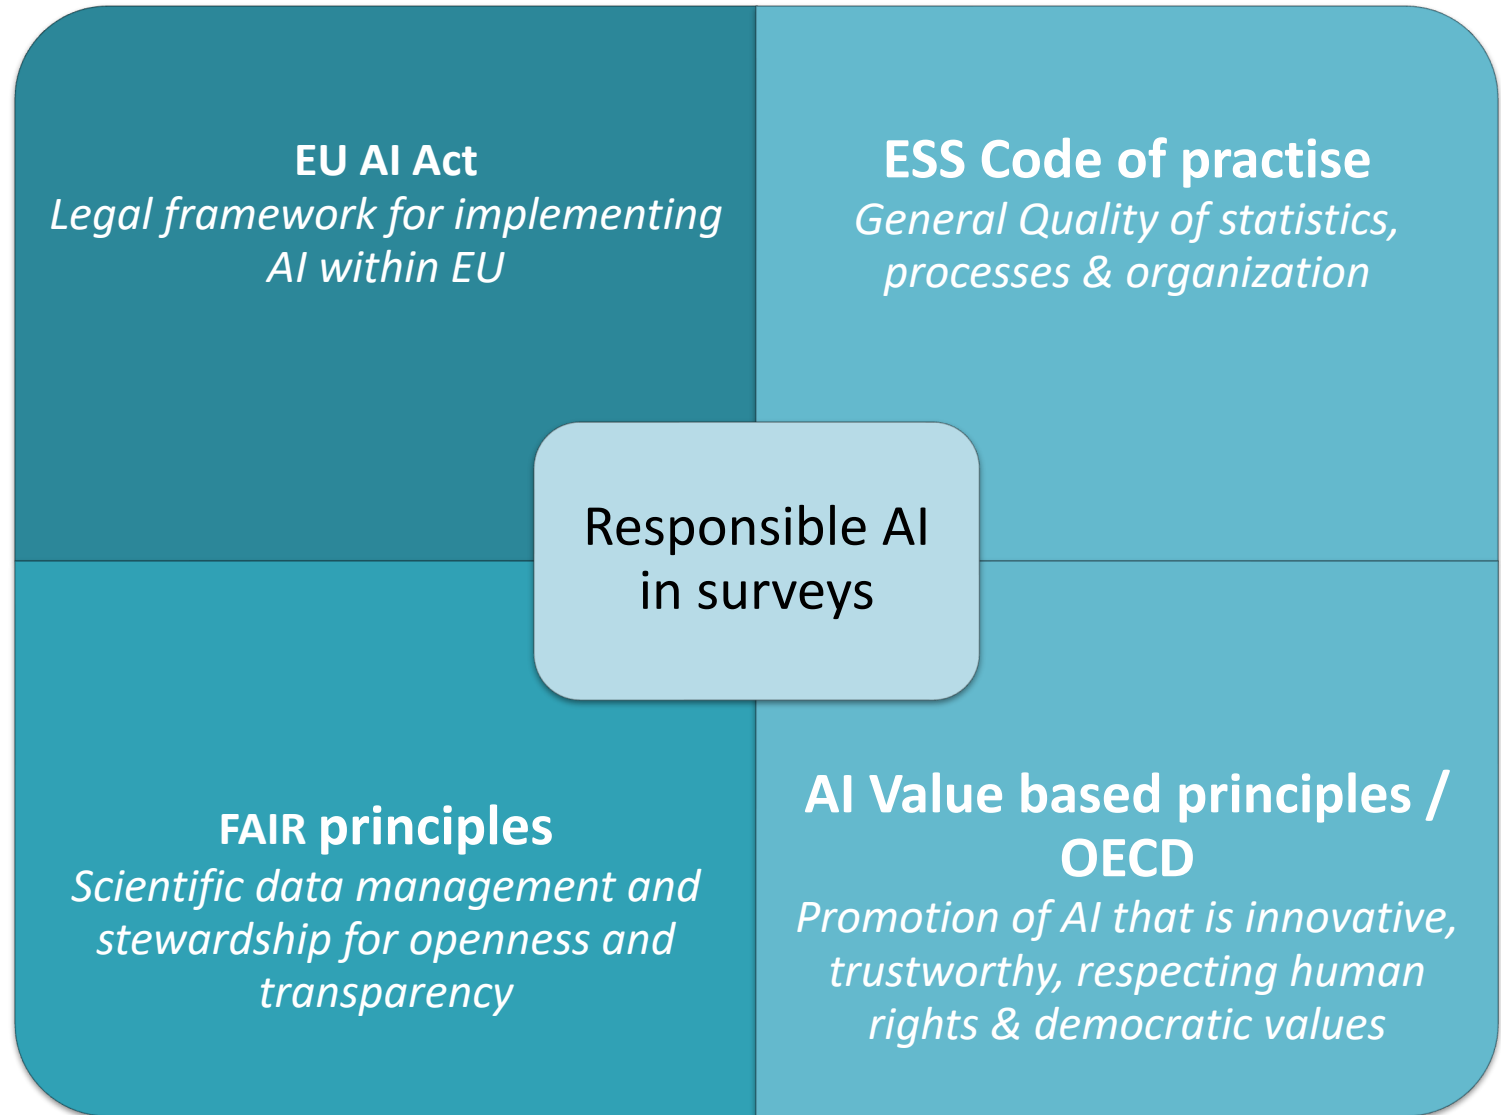 EU AI Act
Legal framework for implementing
AI within EU
ESS Code of practise
General Quality of statistics,
processes & organization
Responsible AI
in surveys
FAIR principles
Scientific data management and
stewardship for openness and
transparency
AI Value based principles /
OECD
Promotion of AI that is innovative,
trustworthy, respecting human
rights & democratic values